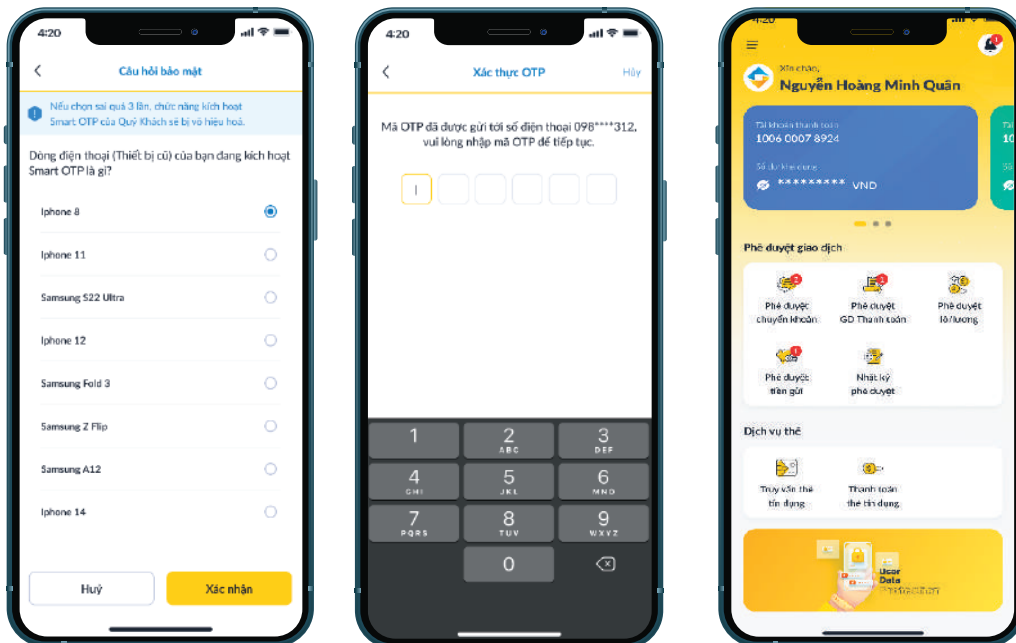 4:20
Câu hỏi bảo mật
Nếu chọn sai quá 3 lần, chức năng kích hoạt
Smart OTP của Quý Khách sẽ bị vô hiệu hoá.
Dòng điện thoại (Thiết bị cũ) của bạn đang kích hoạt
Smart OTP là gì?
Iphone 8
Iphone 11
Samsung S22 Ultra
Iphone 12
Samsung Fold 3
Samsung Z Flip
Samsung A12
Iphone 14
Huỷ
Xác nhận
4:20
Xác thực OTP
Hủy
Mã OTP đã được gửi tới số điện thoại 098****312,
vui lòng nhập mã OTP để tiếp tục.
1
2
ABC
3
DEF
4
GHI
5
JKL
6
MNO
7
PQRS
8
TUV
9
WXYZ
0
4:20
Xin chào,
Nguyễn Hoàng Minh Quân
Tài khoản thanh toán
1006 0007 8924
Số dư khả dụng
********* VND
10
Phê duyệt giao dịch
Phê duyệt
chuyển khoản
Phê duyệt
GD Thanh toán
Phê duyệt
lô/lương
Phê duyệt
tiền gửi
Nhật ký
phê duyệt
Dịch vụ thẻ
Truy vấn thẻ
tín dụng
Thanh toán
thẻ tín dụng
User
Data
Protection